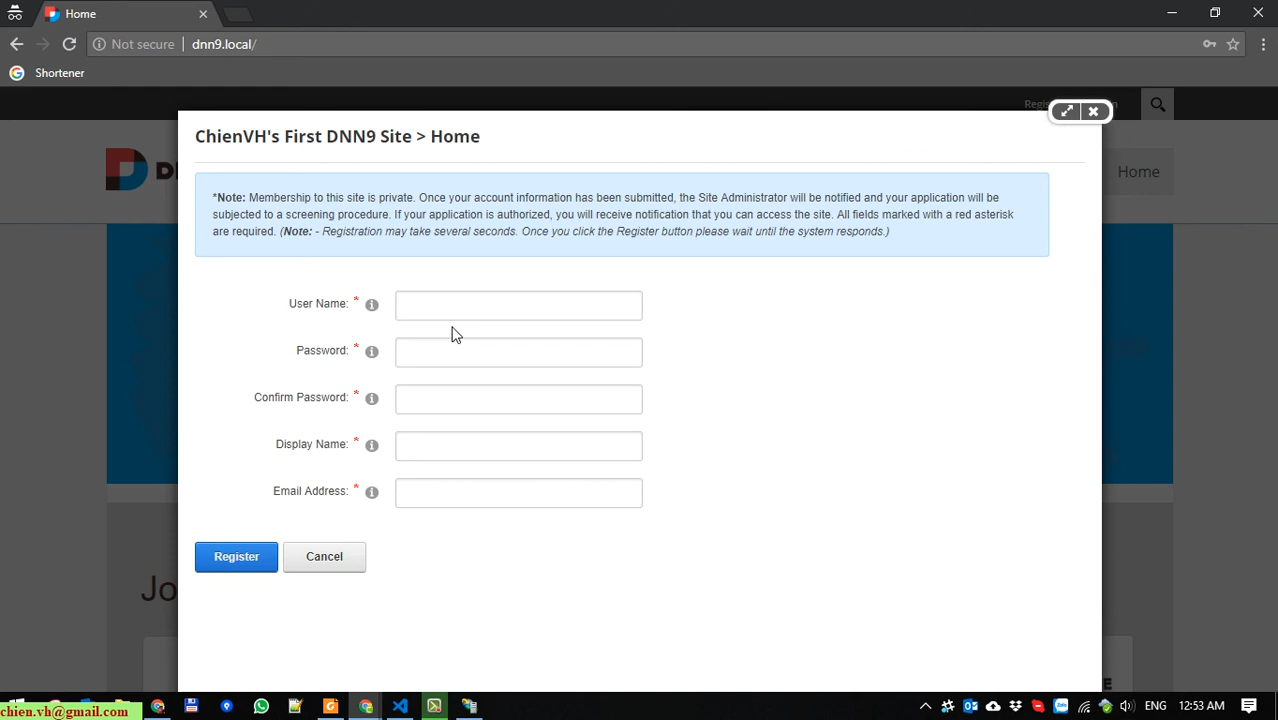 Home
Not secure
dnn9.local/
Shortener
ChienVH's First DNN9 Site > Home
Home
*Note: Membership to this site is private. Once your account information has been submitted, the Site Administrator will be notified and your application will be
subjected to a screening procedure. If your application is authorized, you will receive notification that you can access the site. All fields marked with a red asterisk
are required. (Note: - Registration may take several seconds. Once you click the Register button please wait until the system responds.)
User Name: *
Password: *
Confirm Password: *
Display Name: *
Email Address: *
Register Cancel
Jo
chien.vh@gmail.com
ENG 12:53 AM